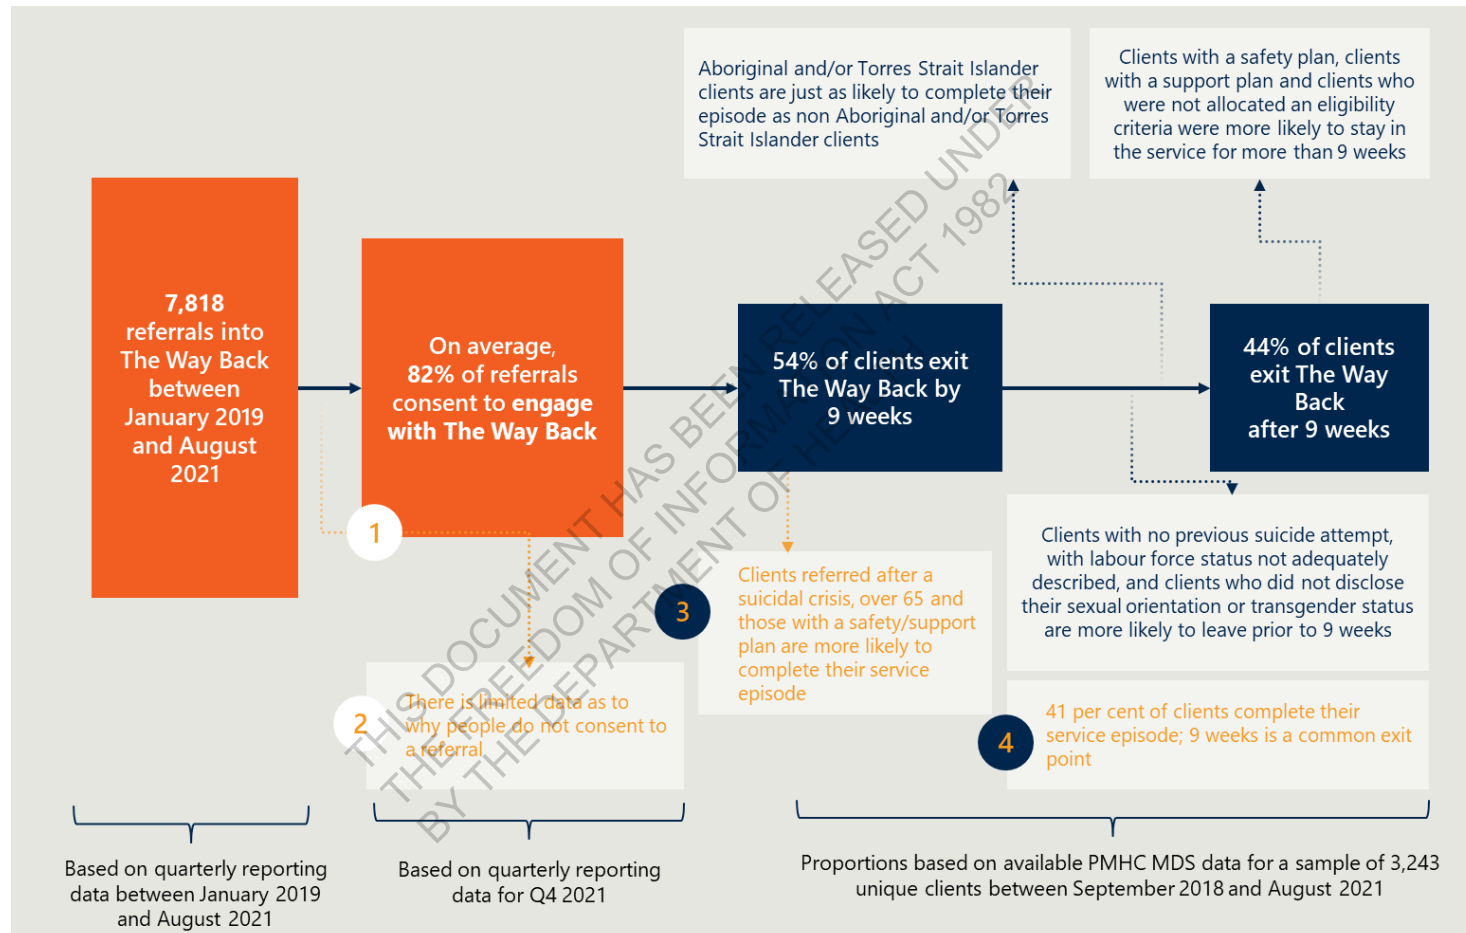 Aboriginal and/or Torres Strait Islander
clients are just as likely to complete their
episode as non Aboriginal and/or Torres
Strait Islander clients
Clients with a safety plan, clients
with a support plan and clients who
were not allocated an eligibility
criteria were more likely to stay in
the service for more than 9 weeks
7,818
referrals into
The Way Back
between
January 2019
and August
2021
On average,
82% of referrals
consent to engage
with The Way Back
54% of clients exit
The Way Back by
9 weeks
44% of clients
exit The Way
Back
after 9 weeks
1
2
There is limited data as to
why people do not consent to
a referral
3
Clients referred after a
suicidal crisis, over 65 and
those with a safety/support
plan are more likely to
complete their service
episode
Clients with no previous suicide attempt,
with labour force status not adequately
described, and clients who did not disclose
their sexual orientation or transgender status
are more likely to leave prior to 9 weeks
4
41 per cent of clients complete their
service episode; 9 weeks is a common exit
point
Based on quarterly reporting
data between January 2019
and August 2021
Based on quarterly reporting
data for Q4 2021
Proportions based on available PMHC MDS data for a sample of 3,243
unique clients between September 2018 and August 2021
THIS DOCUMENT HAS BEEN RELEASED UNDER
THE FREEDOM OF INFORMATION ACT 1982
BY THE DEPARTMENT OF HEALTH